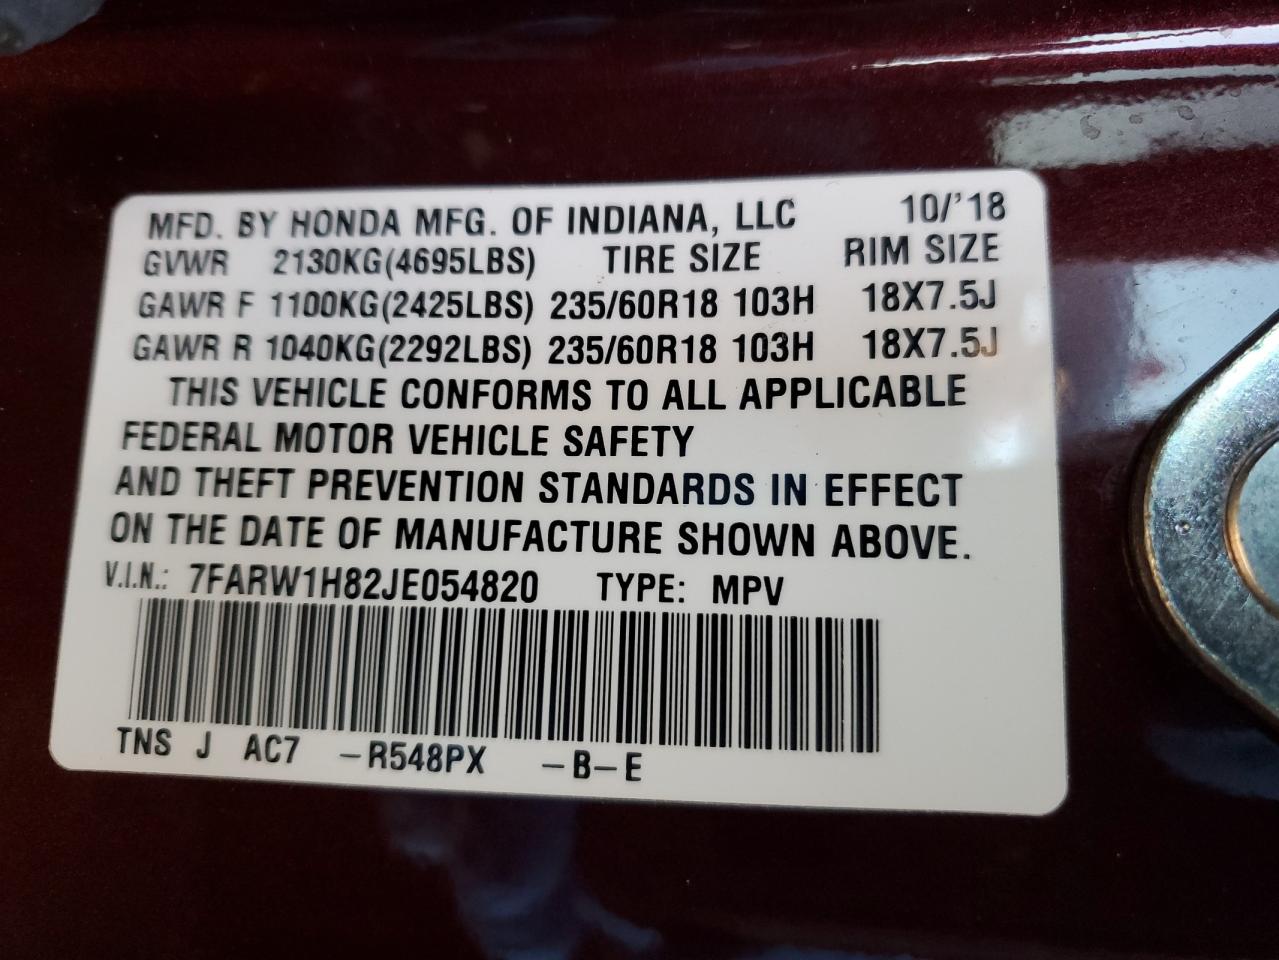 MFD. BY HONDA MFG. OF INDIANA, LLC 10/'18
GVWR 2130KG(4695LBS) TIRE SIZE RIM SIZE
GAWR F 1100KG(2425LBS) 235/60R18 103H 18X7.5J
GAWR R 1040KG(2292LBS) 235/60R18 103H 18X7.5J
THIS VEHICLE CONFORMS TO ALL APPLICABLE
FEDERAL MOTOR VEHICLE SAFETY
AND THEFT PREVENTION STANDARDS IN EFFECT
ON THE DATE OF MANUFACTURE SHOWN ABOVE.
V.I.N.: 7FARW1H82JE054820 TYPE: MPV
TNS J AC7 -R548PX -B-E